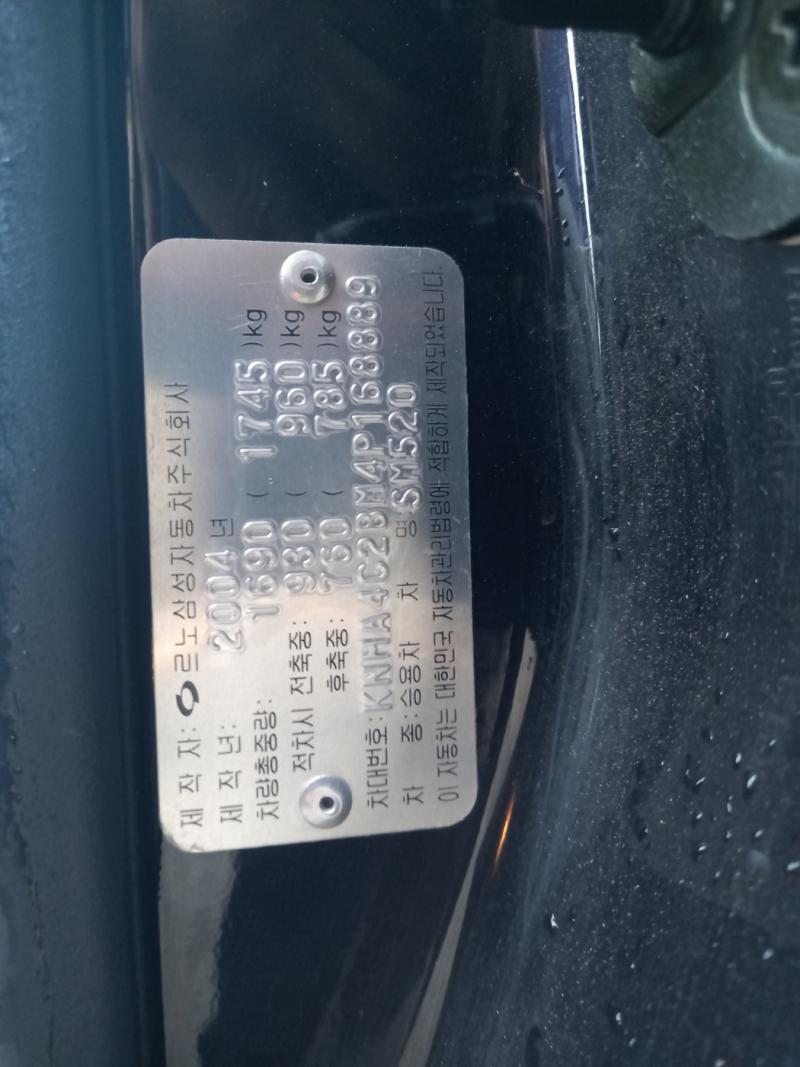 제 작 자: 르노삼성자동차주식회사
제 작 년: 2004 년
차량총중량: 1690 ( 1745 )kg
적차시 전축중: 930 ( 960 )kg
후축중: 760 ( 785 )kg
차대번호: KNMA4C2BM4P168889
차 종:승용차 차 명:SM520
이 자동차는 대한민국 자동차관리법령에 적합하게 제작되었습니다.